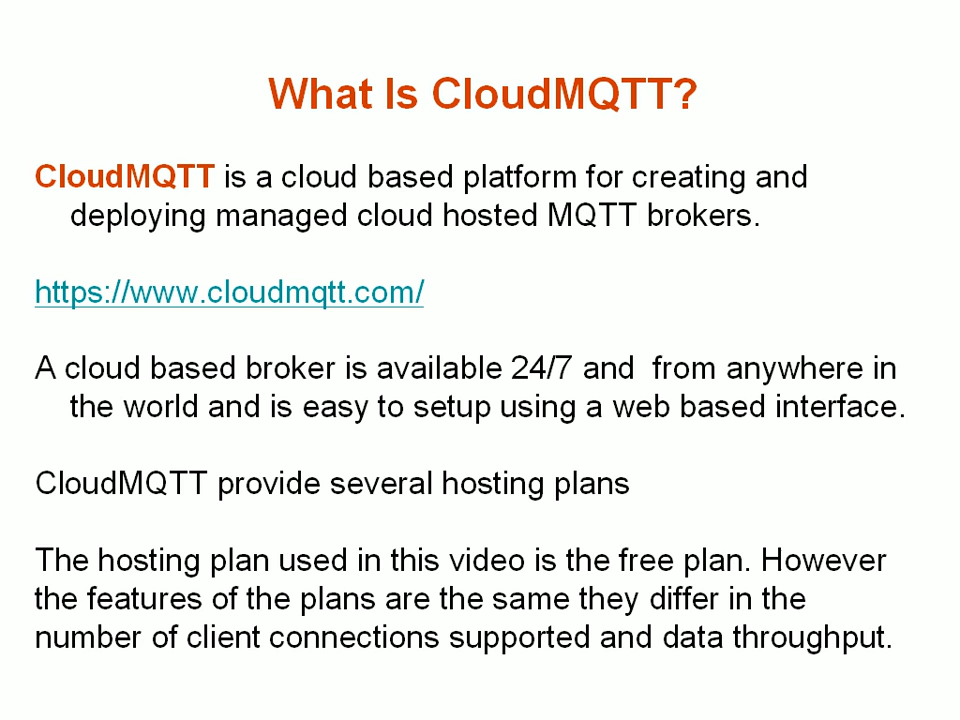 What Is CloudMQTT?
CloudMQTT is a cloud based platform for creating and
deploying managed cloud hosted MQTT brokers.
https://www.cloudmqtt.com/
A cloud based broker is available 24/7 and  from anywhere in
the world and is easy to setup using a web based interface.
CloudMQTT provide several hosting plans
The hosting plan used in this video is the free plan. However
the features of the plans are the same they differ in the
number of client connections supported and data throughput.